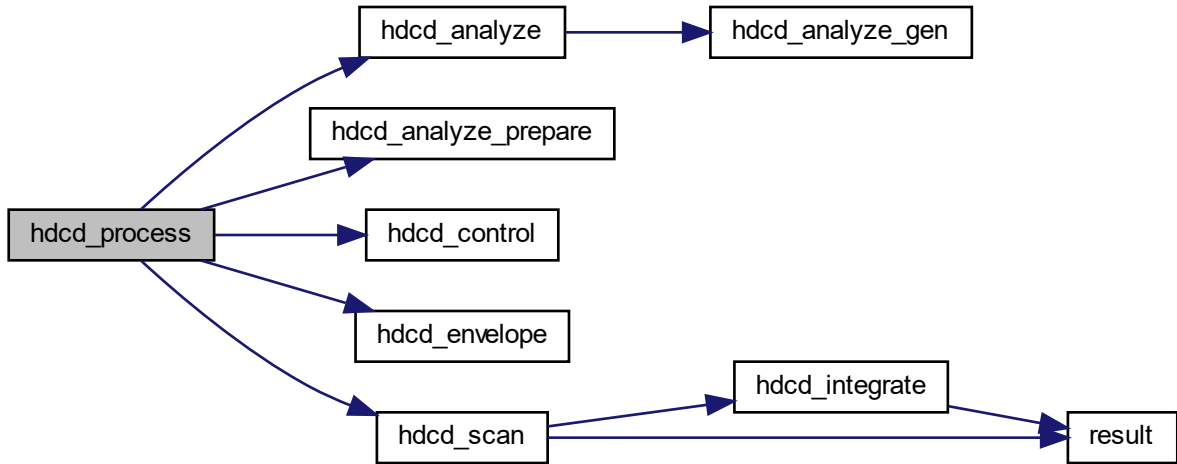 hdcd_analyze
hdcd_analyze_gen
hdcd_analyze_prepare
hdcd_process
hdcd_control
hdcd_envelope
hdcd_integrate
hdcd_scan
result